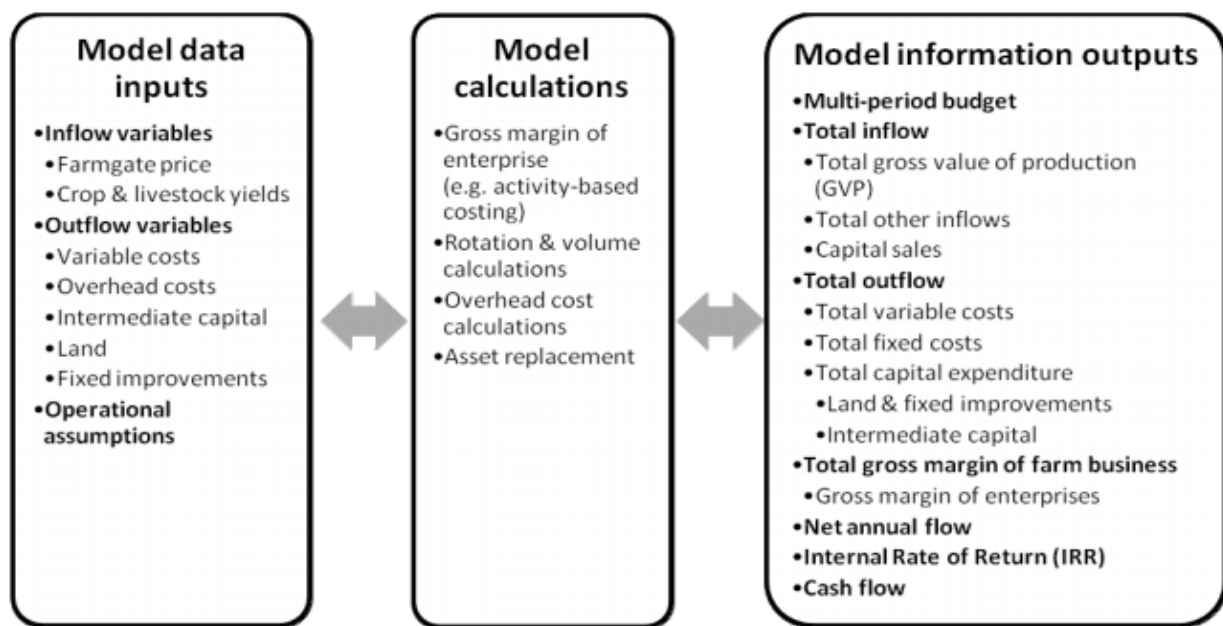 Model data
inputs
•Inflow variables
•Farmgate price
•Crop & livestock yields
•Outflow variables
•Variable costs
•Overhead costs
•Intermediate capital
•Land
•Fixed improvements
•Operational
assumptions
Model
calculations
•Gross margin of
enterprise
(e.g. activity-based
costing)
•Rotation & volume
calculations
•Overhead cost
calculations
•Asset replacement
Model information outputs
•Multi-period budget
•Total inflow
•Total gross value of production
(GVP)
•Total other inflows
•Capital sales
•Total outflow
•Total variable costs
•Total fixed costs
•Total capital expenditure
•Land & fixed improvements
•Intermediate capital
•Total gross margin of farm business
•Gross margin of enterprises
•Net annual flow
•Internal Rate of Return (IRR)
•Cash flow